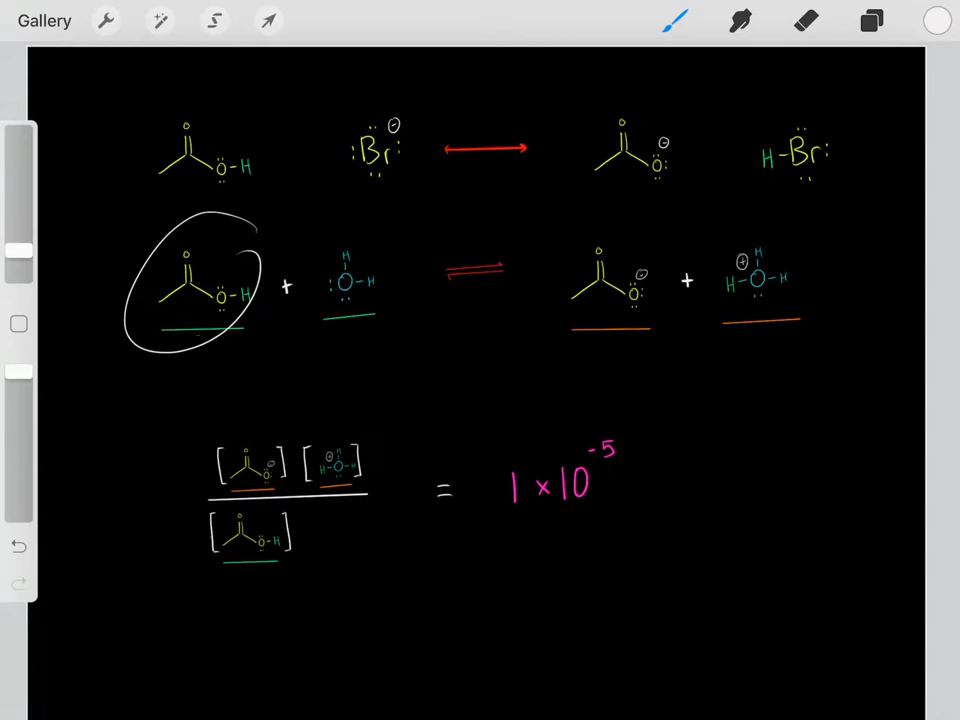 Gallery
O O H Br ⊖ O O ⊖ H Br
O O H + H O H ⇌ O O ⊖ + ⊕ H H O H
[ O O ⊖ ] [ ⊕ H H O H ]
= 1 × 10⁻⁵
[ O O H ]